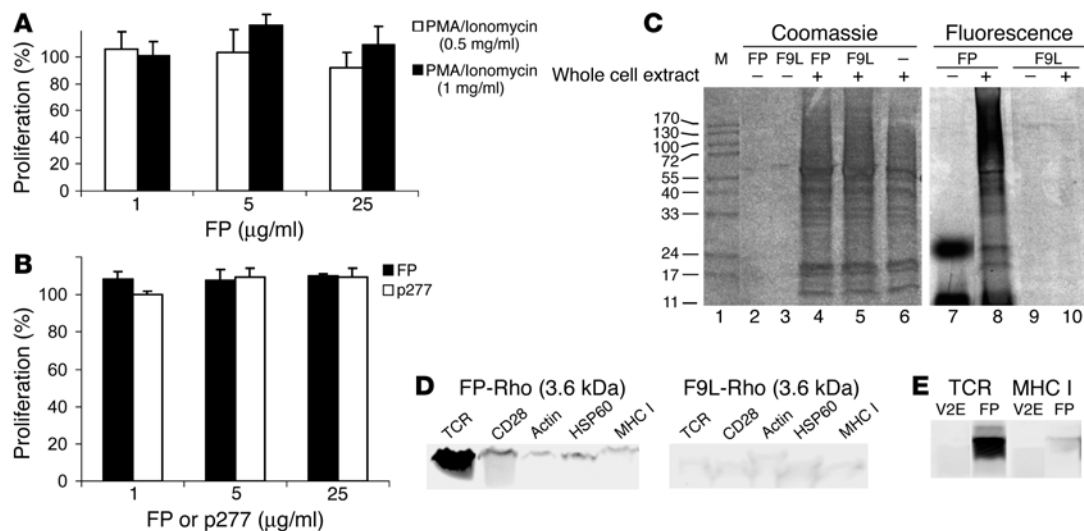 A
Proliferation (%)
120
100
80
60
40
20
0
1 5 25
FP (µg/ml)
PMA/Ionomycin
(0.5 mg/ml)
PMA/Ionomycin
(1 mg/ml)
B
Proliferation (%)
140
120
100
80
60
40
20
0
1 5 25
FP or p277 (µg/ml)
FP
p277
C
Coomassie
M FP F9L FP F9L –
Whole cell extract – – + + +
170
130
100
72
55
40
33
24
17
11
1 2 3 4 5 6
Fluorescence
FP F9L
– + – +
7 8 9 10
D
FP-Rho (3.6 kDa)
TCR CD28 Actin HSP60 MHC I
F9L-Rho (3.6 kDa)
TCR CD28 Actin HSP60 MHC I
E
TCR MHC I
V2E FP V2E FP